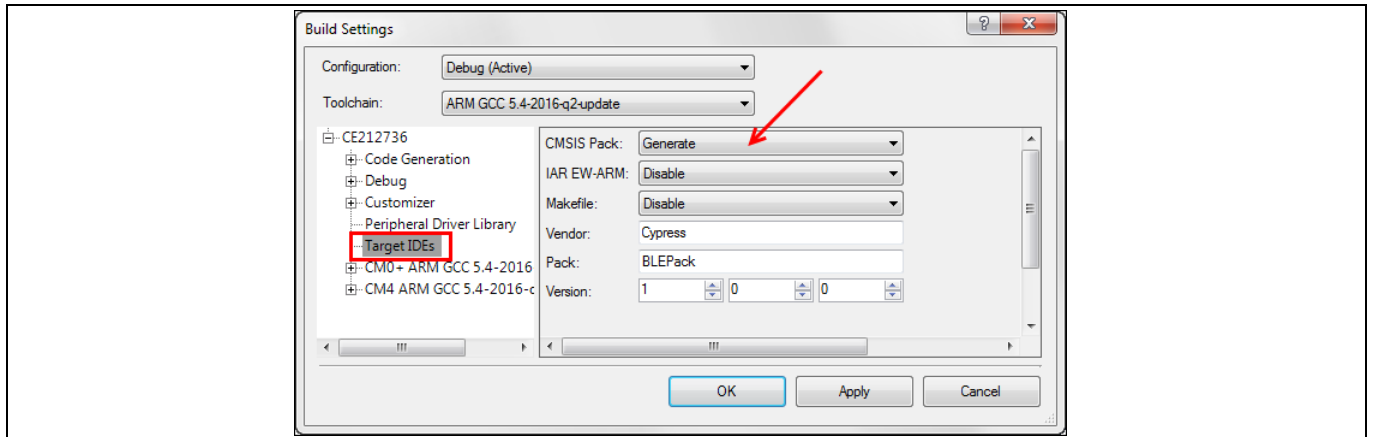 Build Settings
Configuration: Debug (Active)
Toolchain: ARM GCC 5.4-2016-q2-update
CE212736
Code Generation
Debug
Customizer
Peripheral Driver Library
Target IDEs
CM0+ ARM GCC 5.4-2016
CM4 ARM GCC 5.4-2016-
CMSIS Pack: Generate
IAR EW-ARM: Disable
Makefile: Disable
Vendor: Cypress
Pack: BLEPack
Version: 1 0 0
OK Apply Cancel